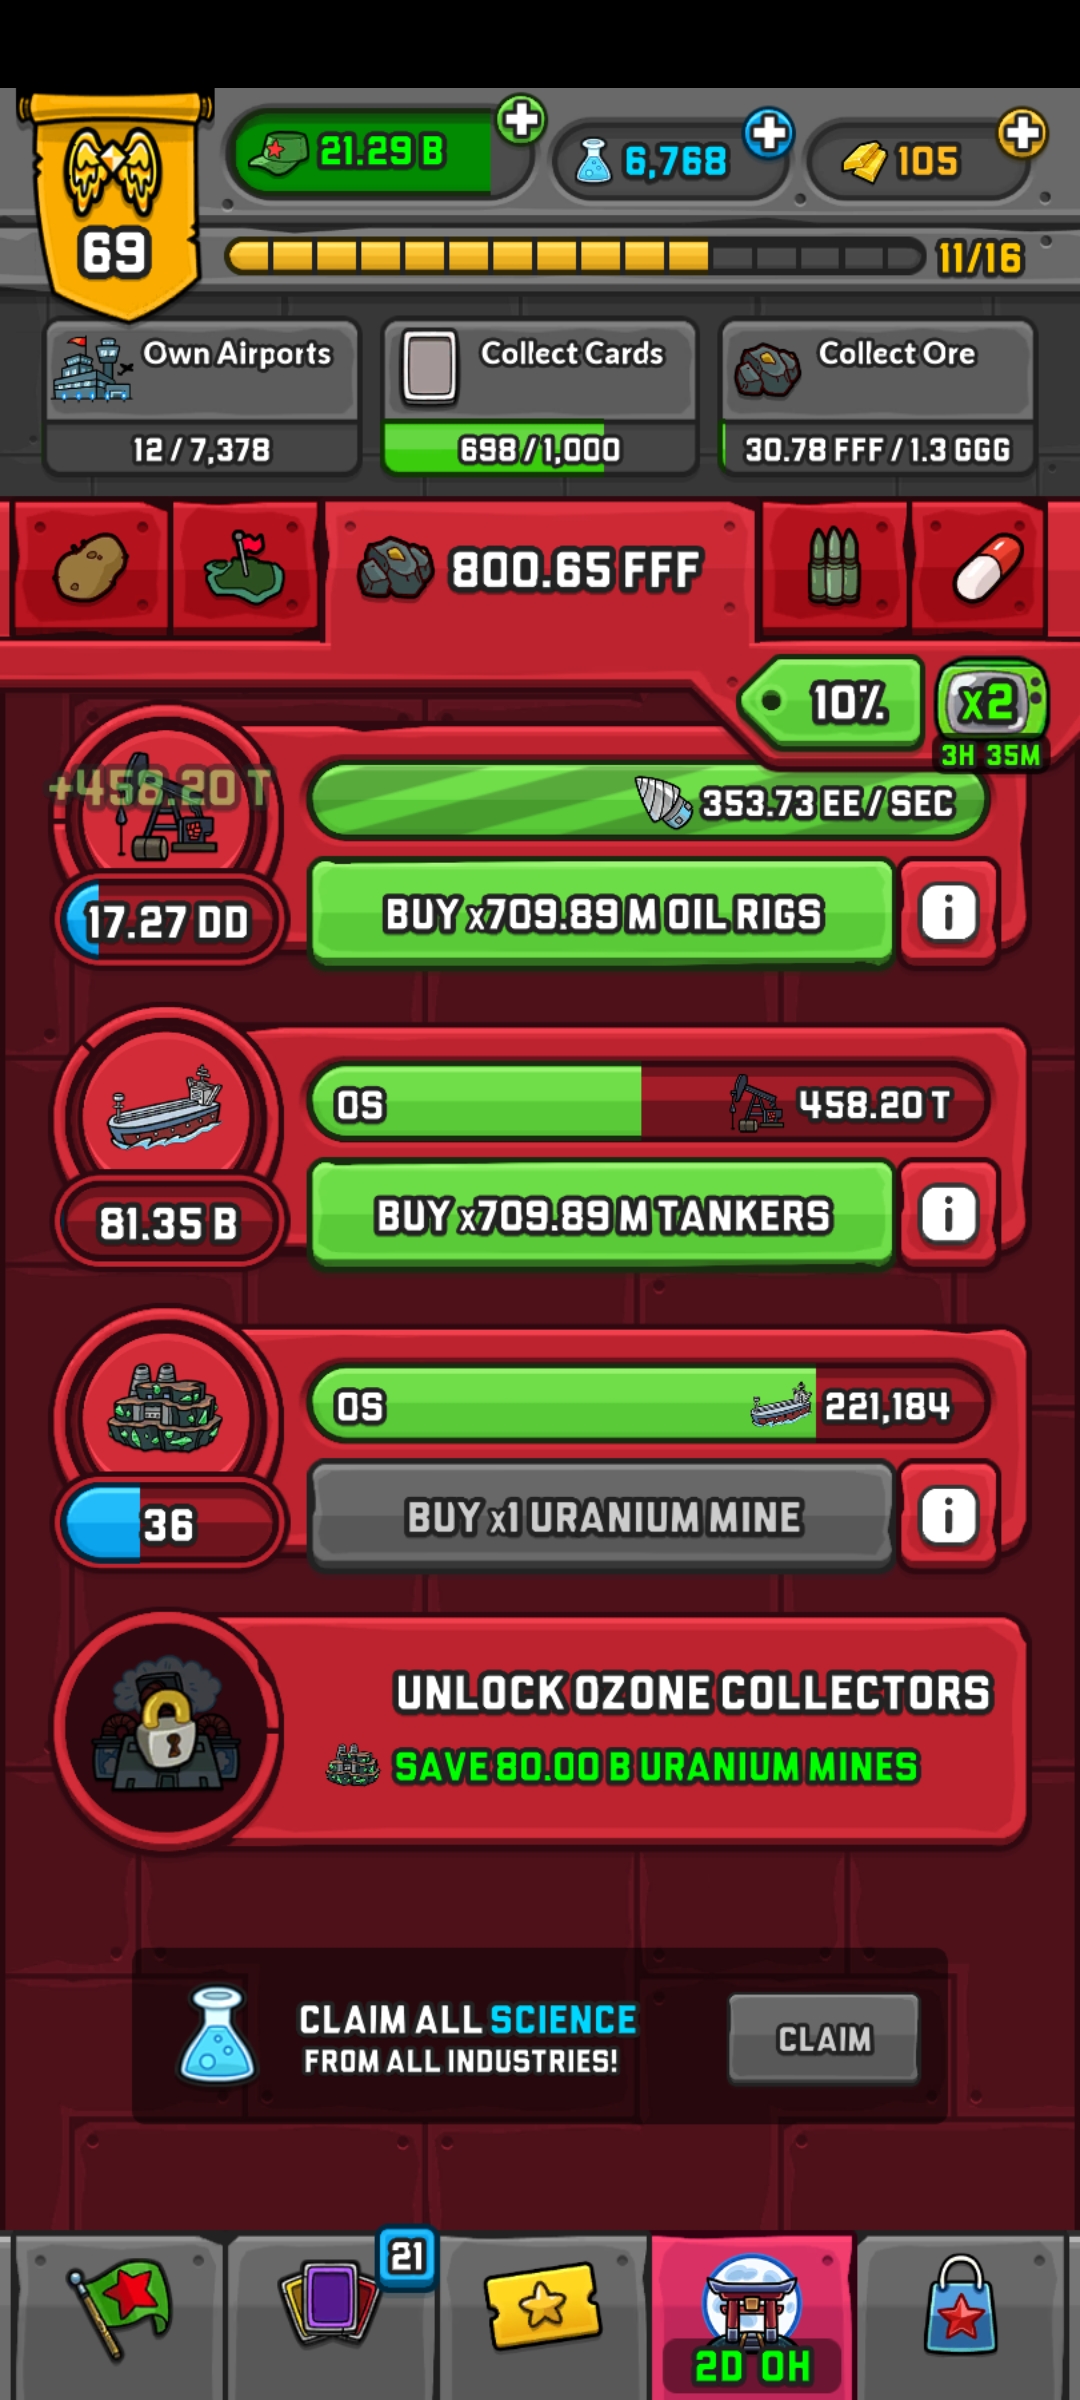 21.29 B
6,768
105
69
11/16
Own Airports
12 / 7,378
Collect Cards
698 / 1,000
Collect Ore
30.78 FFF / 1.3 GGG
800.65 FFF
10%
x2
3H 35M
+458.20 T
353.73 EE / SEC
17.27 DD
BUY x709.89 M OIL RIGS
i
0S
458.20 T
81.35 B
BUY x709.89 M TANKERS
i
0S
221,184
36
BUY x1 URANIUM MINE
i
UNLOCK OZONE COLLECTORS
SAVE 80.00 B URANIUM MINES
CLAIM ALL SCIENCE
FROM ALL INDUSTRIES!
CLAIM
21
2D 0H